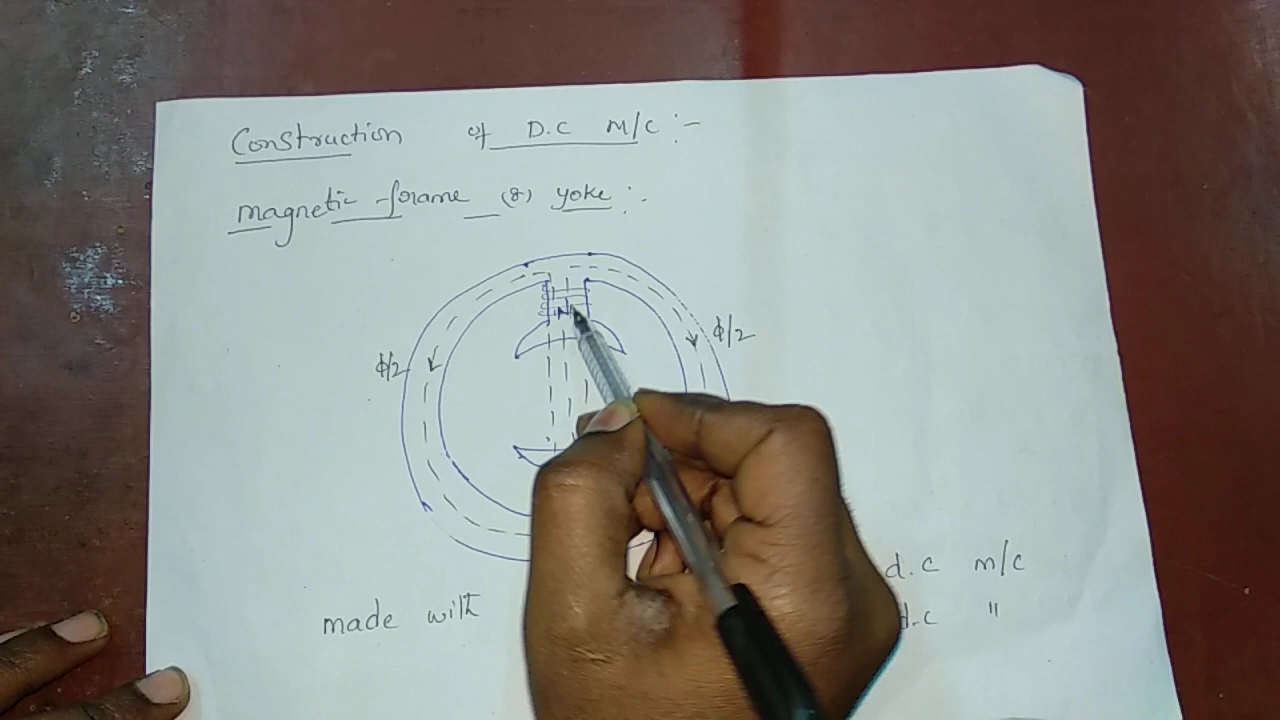 Construction of D.C M/C :-
magnetic frame (or) yoke :-
N
ϕ/2 ϕ/2
d.c m/c
made with d.c "